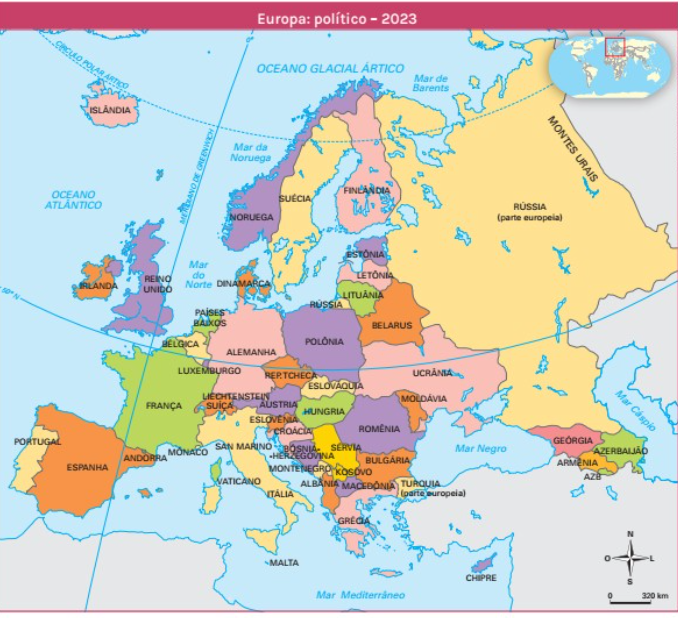 Europa: político – 2023
CÍRCULO POLAR ÁRTICO
OCEANO GLACIAL ÁRTICO
Mar de
Barents
ISLÂNDIA
MERIDIANO DE GREENWICH
Mar da
Noruega
MONTES URAIS
OCEANO
ATLÂNTICO
SUÉCIA
FINLÂNDIA
NORUEGA
RÚSSIA
(parte europeia)
ESTÔNIA
Mar
do
Norte
LETÔNIA
IRLANDA
REINO
UNIDO
DINAMARCA
LITUÂNIA
RÚSSIA
PAÍSES
BAIXOS
BELARUS
POLÔNIA
BÉLGICA
ALEMANHA
LUXEMBURGO
REP.TCHECA
UCRÂNIA
ESLOVÁQUIA
LIECHTENSTEIN
SUÍÇA
ÁUSTRIA
HUNGRIA
MOLDÁVIA
FRANÇA
ESLOVÊNIA
CROÁCIA
ROMÊNIA
Mar Cáspio
PORTUGAL
ESPANHA
ANDORRA
MÔNACO
SAN MARINO
BÓSNIA-
-HERZEGOVINA
SÉRVIA
Mar Negro
GEÓRGIA
AZERBAIJÃO
MONTENEGRO
KOSOVO
BULGÁRIA
ARMÊNIA
AZB
VATICANO
ITÁLIA
ALBÂNIA
MACEDÔNIA
TURQUIA
(parte europeia)
GRÉCIA
MALTA
CHIPRE
Mar Mediterrâneo
N
O
L
S
0 320 km